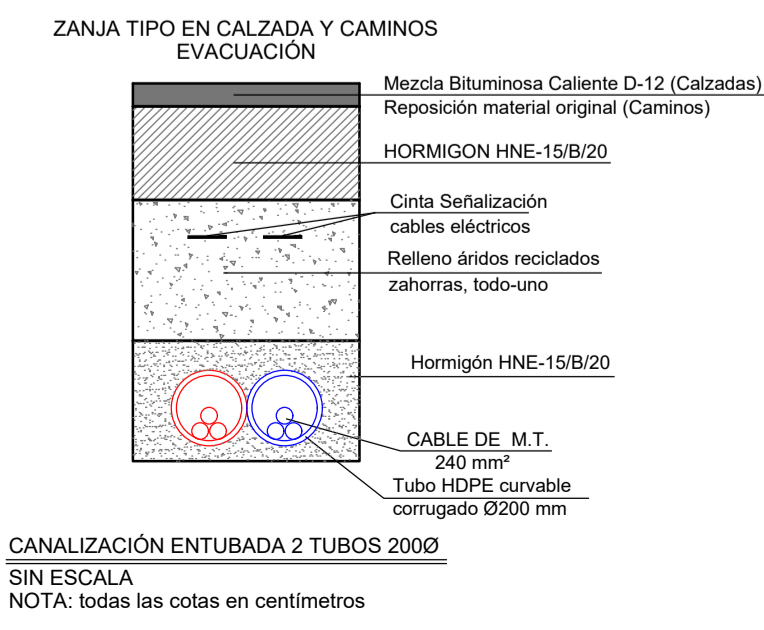 ZANJA TIPO EN CALZADA Y CAMINOS
EVACUACIÓN
Mezcla Bituminosa Caliente D-12 (Calzadas)
Reposición material original (Caminos)
HORMIGON HNE-15/B/20
Cinta Señalización
cables eléctricos
Relleno áridos reciclados
zahorras, todo-uno
Hormigón HNE-15/B/20
CABLE DE M.T.
240 mm²
Tubo HDPE curvable
corrugado Ø200 mm
CANALIZACIÓN ENTUBADA 2 TUBOS 200Ø
SIN ESCALA
NOTA: todas las cotas en centímetros